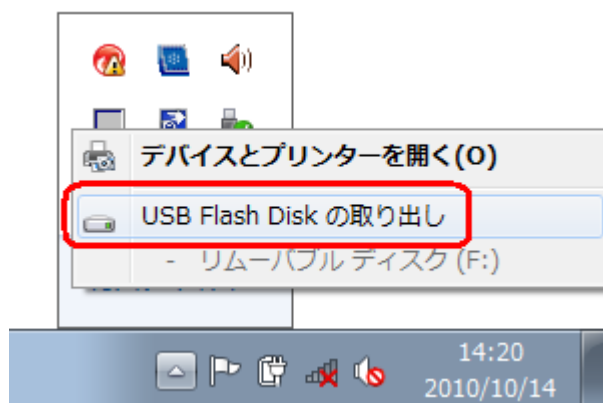 デバイスとプリンターを開く(O)
USB Flash Disk の取り出し
- リムーバブル ディスク (F:)
14:20
2010/10/14